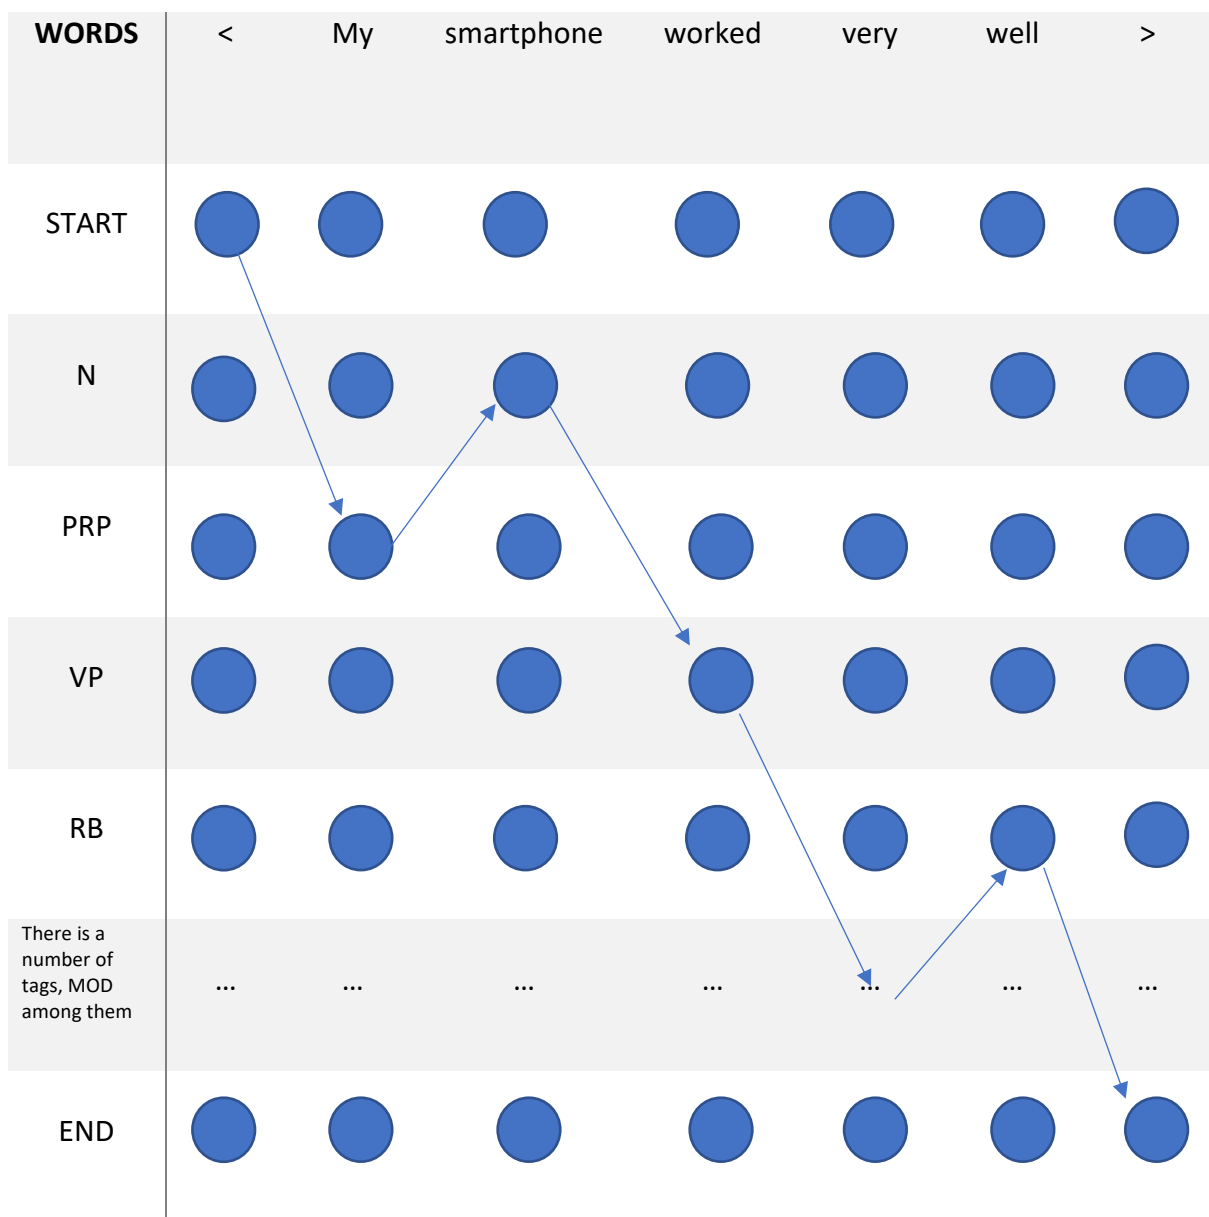 WORDS < My smartphone worked very well >
START
N
PRP
VP
RB
There is a
number of
tags, MOD
among them
... ... ... ... ... ... ...
END